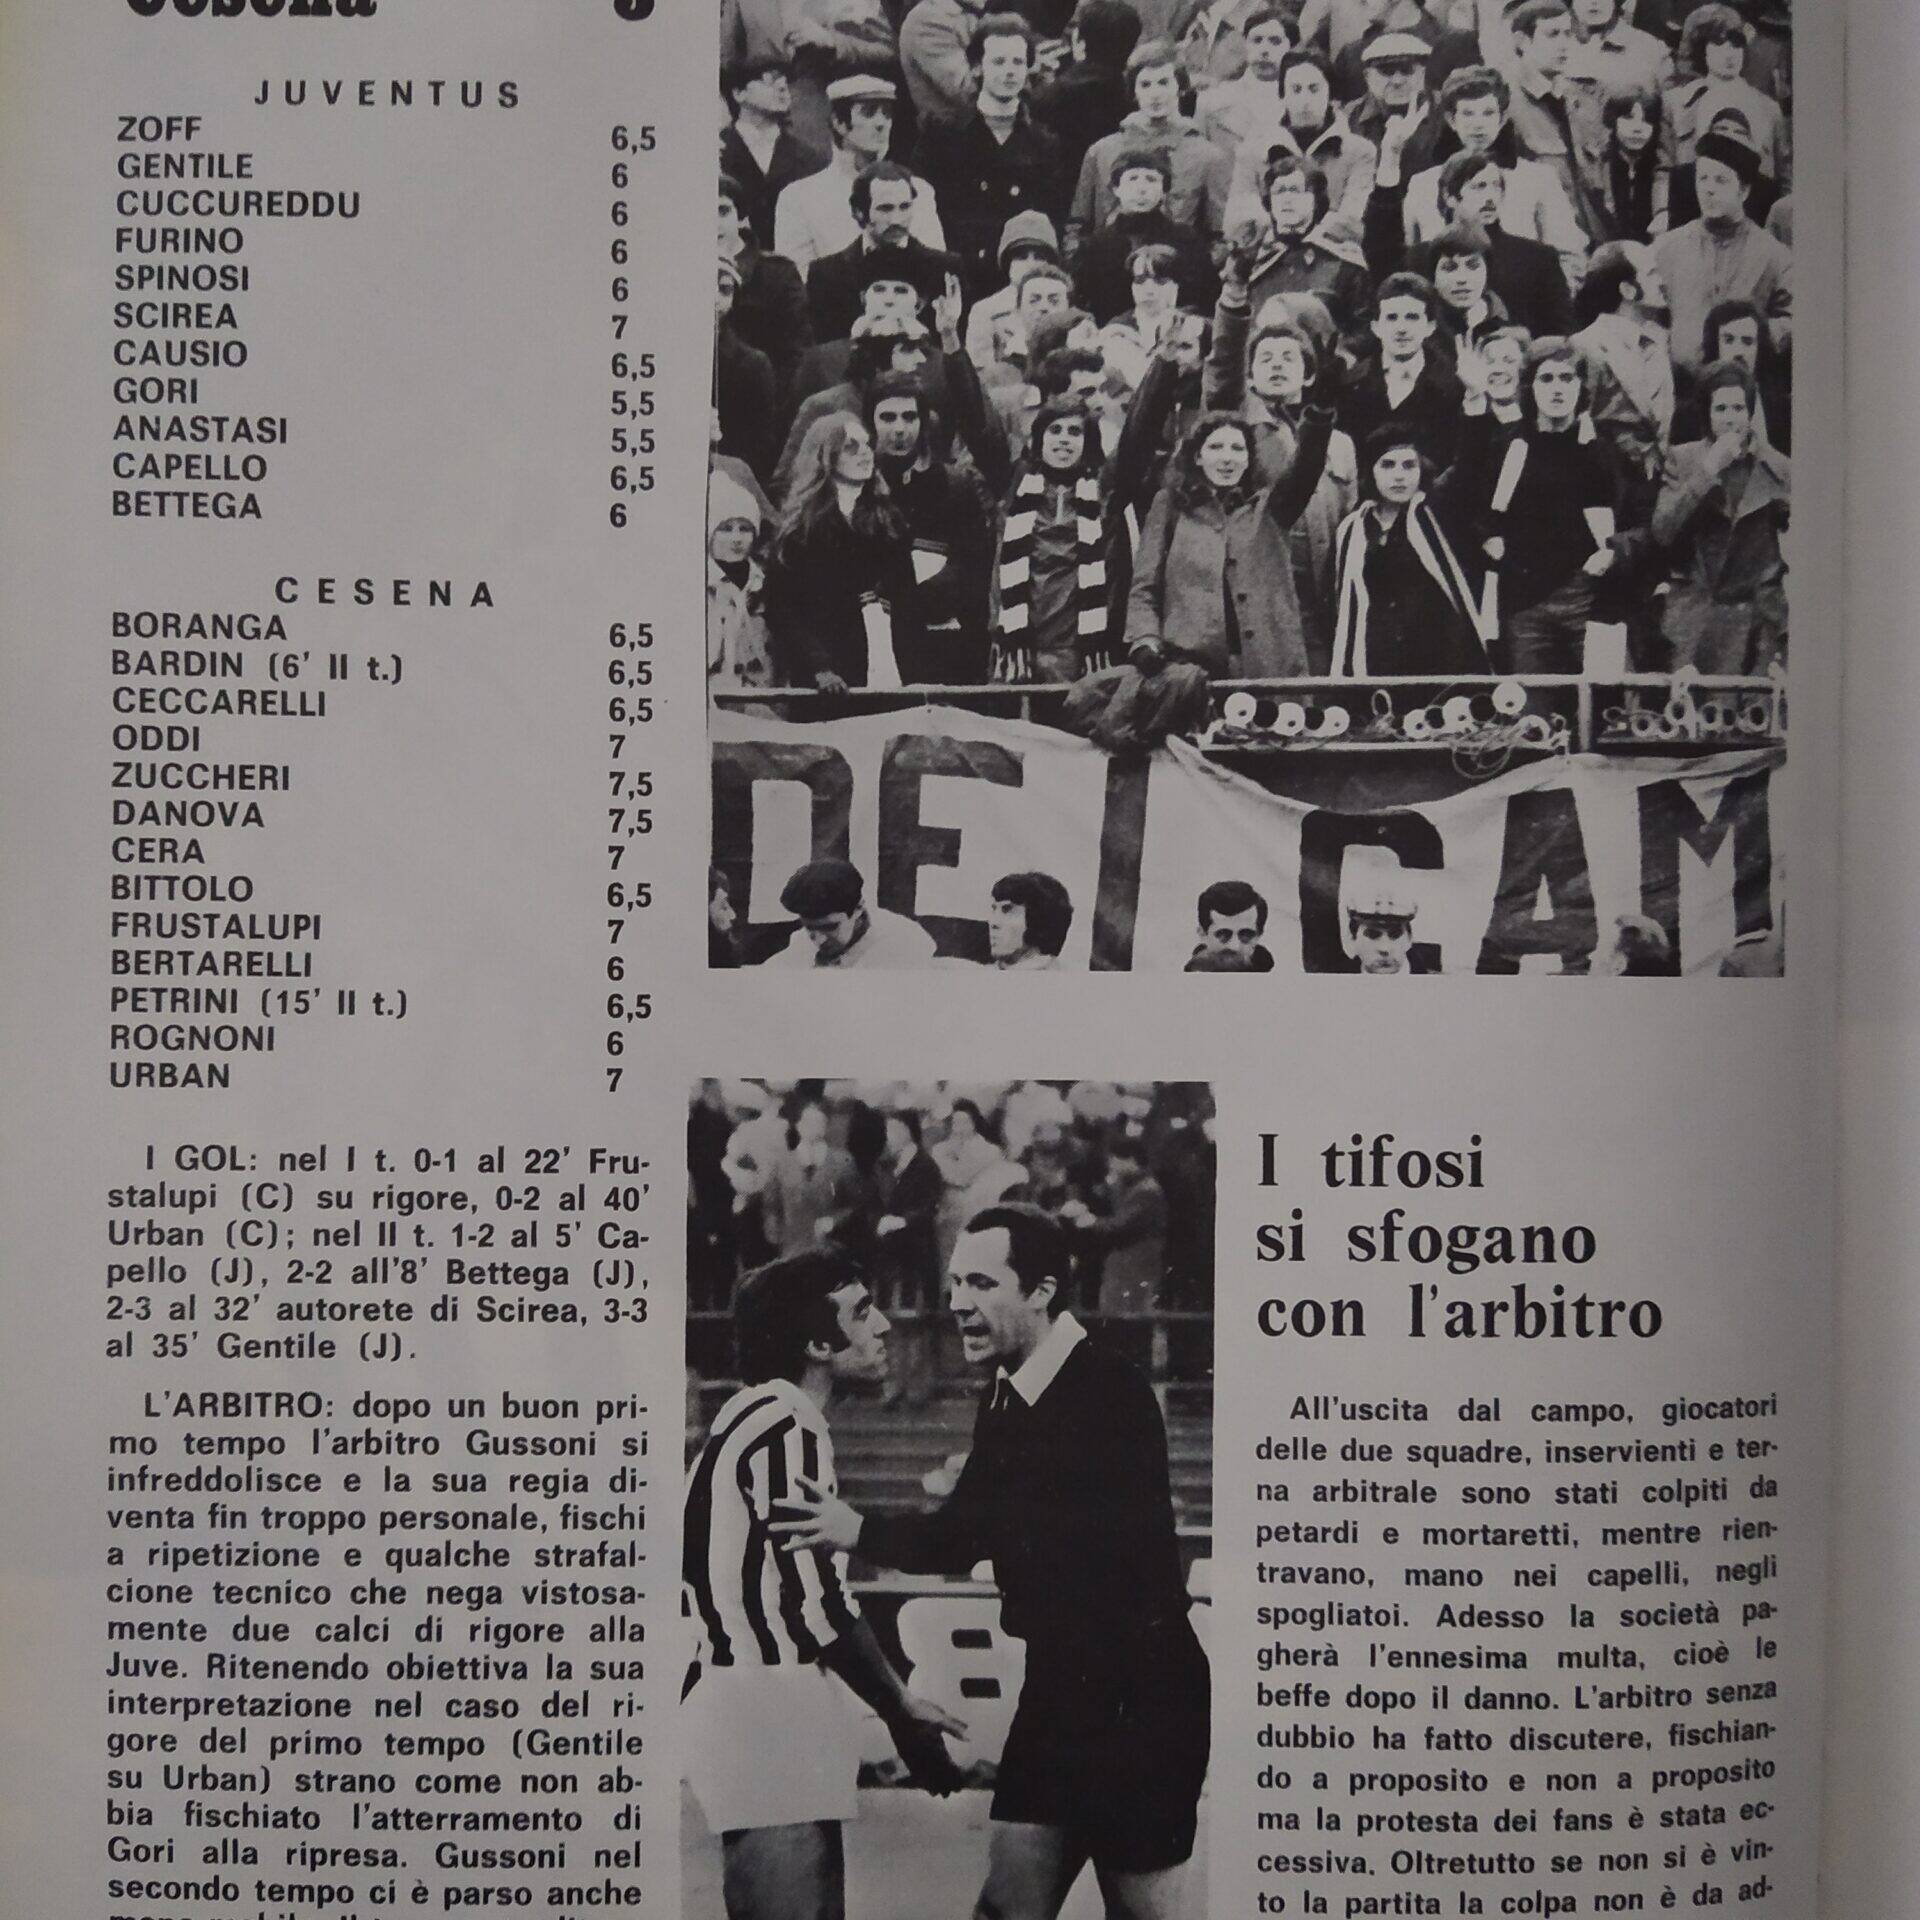 Cesena 3
JUVENTUS
ZOFF 6,5
GENTILE 6
CUCCUREDDU 6
FURINO 6
SPINOSI 6
SCIREA 7
CAUSIO 6,5
GORI 5,5
ANASTASI 5,5
CAPELLO 6,5
BETTEGA 6
CESENA
BORANGA 6,5
BARDIN (6' II t.) 6,5
CECCARELLI 6,5
ODDI 7
ZUCCHERI 7,5
DANOVA 7,5
CERA 7
BITTOLO 6,5
FRUSTALUPI 7
BERTARELLI 6
PETRINI (15' II t.) 6,5
ROGNONI 6
URBAN 7
I GOL: nel I t. 0-1 al 22' Fru-
stalupi (C) su rigore, 0-2 al 40'
Urban (C); nel II t. 1-2 al 5' Ca-
pello (J), 2-2 all'8' Bettega (J),
2-3 al 32' autorete di Scirea, 3-3
al 35' Gentile (J).
L'ARBITRO: dopo un buon pri-
mo tempo l'arbitro Gussoni si
infreddolisce e la sua regia di-
venta fin troppo personale, fischi
a ripetizione e qualche strafal-
cione tecnico che nega vistosa-
mente due calci di rigore alla
Juve. Ritenendo obiettiva la sua
interpretazione nel caso del ri-
gore del primo tempo (Gentile
su Urban) strano come non ab-
bia fischiato l'atterramento di
Gori alla ripresa. Gussoni nel
secondo tempo ci è parso anche
DEI CAM
I tifosi
si sfogano
con l'arbitro
All'uscita dal campo, giocatori
delle due squadre, inservienti e ter-
na arbitrale sono stati colpiti da
petardi e mortaretti, mentre rien-
travano, mano nei capelli, negli
spogliatoi. Adesso la società pa-
gherà l'ennesima multa, cioè le
beffe dopo il danno. L'arbitro senza
dubbio ha fatto discutere, fischian-
do a proposito e non a proposito
ma la protesta dei fans è stata ec-
cessiva. Oltretutto se non si è vin-
to la partita la colpa non è da ad-